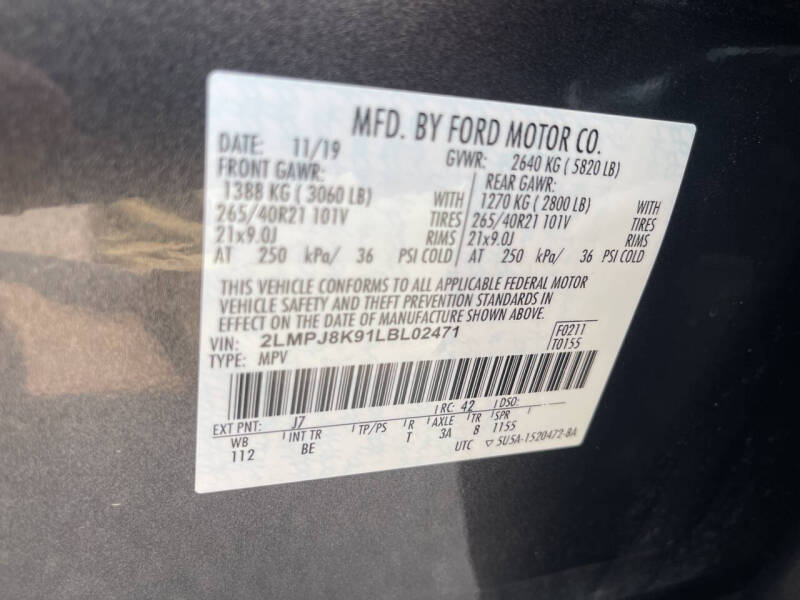 MFD. BY FORD MOTOR CO.
DATE: 11/19 GVWR: 2640 KG ( 5820 LB)
FRONT GAWR: REAR GAWR:
1388 KG ( 3060 LB) WITH 1270 KG ( 2800 LB) WITH
265/40R21 101V TIRES 265/40R21 101V TIRES
21x9.0J RIMS 21x9.0J RIMS
AT 250 kPa/ 36 PSI COLD AT 250 kPa/ 36 PSI COLD
THIS VEHICLE CONFORMS TO ALL APPLICABLE FEDERAL MOTOR
VEHICLE SAFETY AND THEFT PREVENTION STANDARDS IN
EFFECT ON THE DATE OF MANUFACTURE SHOWN ABOVE.
VIN: 2LMPJ8K91LBL02471 F0211
TYPE: MPV T0155
EXT PNT: J7 RC: 42 DSO:
WB INT TR TP/PS R AXLE TR SPR
112 BE T 3A B 1155
UTC ▽ 5U5A-1520472-BA